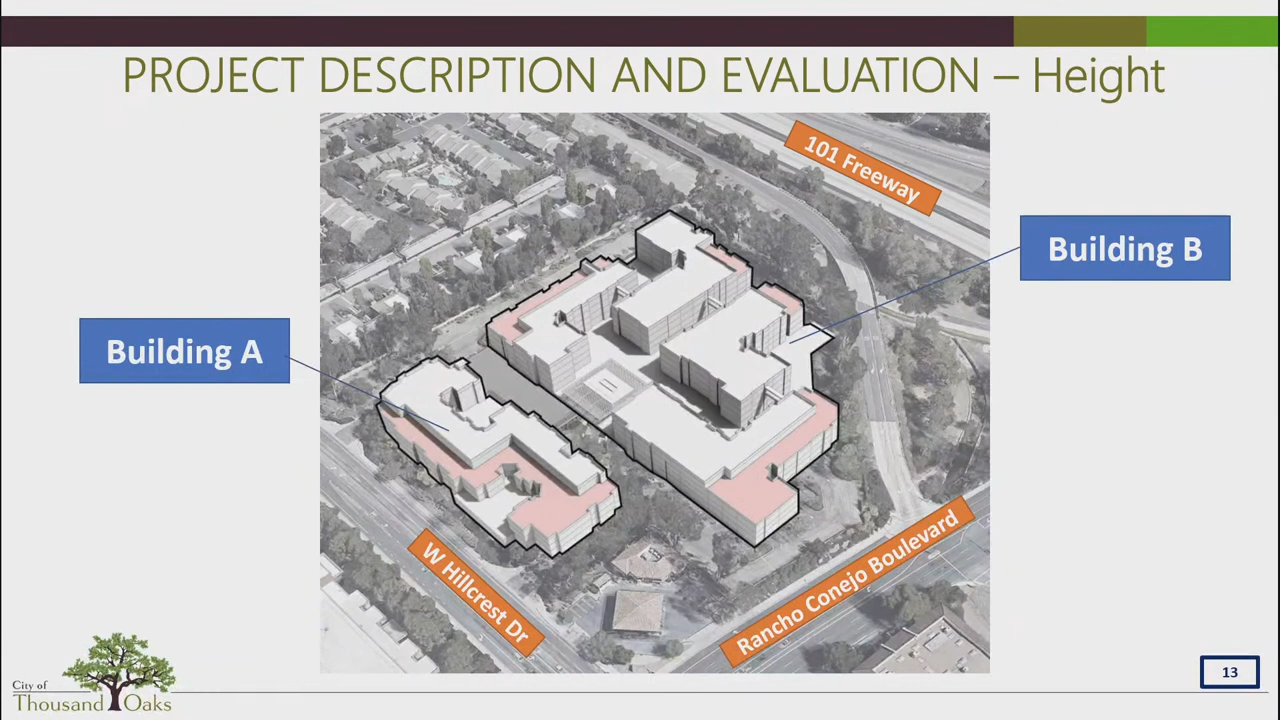 PROJECT DESCRIPTION AND EVALUATION – Height
101 Freeway
Building B
Building A
W Hillcrest Dr
Rancho Conejo Boulevard
City of
Thousand Oaks
13